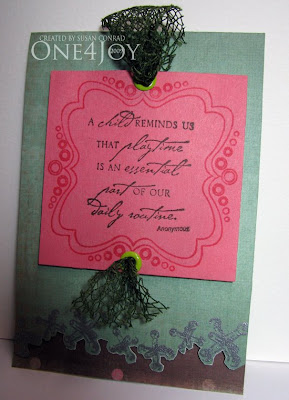 CREATED BY SUSAN CONRAD
ONE4JOY
2009
A child REMINDS US
THAT playtime
IS AN essential
part OF OUR
Daily routine.
Anonymous